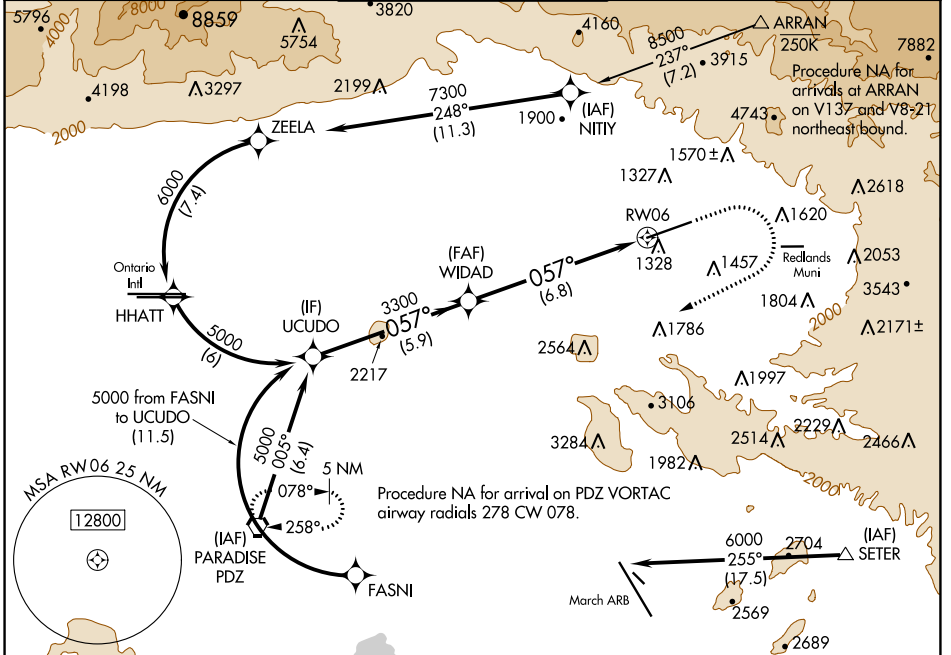 5796
4000
8000
8859
5754
3820
4160
8500
237°
(7.2)
ARRAN
250K
3915
7882
Procedure NA for
arrivals at ARRAN
on V137 and V8-21
northeast bound.
4198
3297
2199
7300
248°
(11.3)
1900
(IAF)
NITIY
4743
2000
ZEELA
1570±
1327
2618
6000
(7.4)
RW06
1620
1328
1457
Redlands
Muni
2053
3543
Ontario
Intl
HHATT
(FAF)
WIDAD
057°
(6.8)
1804
2000
2171±
(IF)
UCUDO
3300
057°
(5.9)
5000
(6)
2217
1786
2564
1997
5000 from FASNI
to UCUDO
(11.5)
3106
2229
3284
2514
2466
1982
5000
005°
(6.4)
5 NM
078°
258°
Procedure NA for arrival on PDZ VORTAC
airway radials 278 CW 078.
2000
MSA RW06 25 NM
12800
(IAF)
PARADISE
PDZ
FASNI
6000
255°
(17.5)
2704
(IAF)
SETER
March ARB
2569
2689